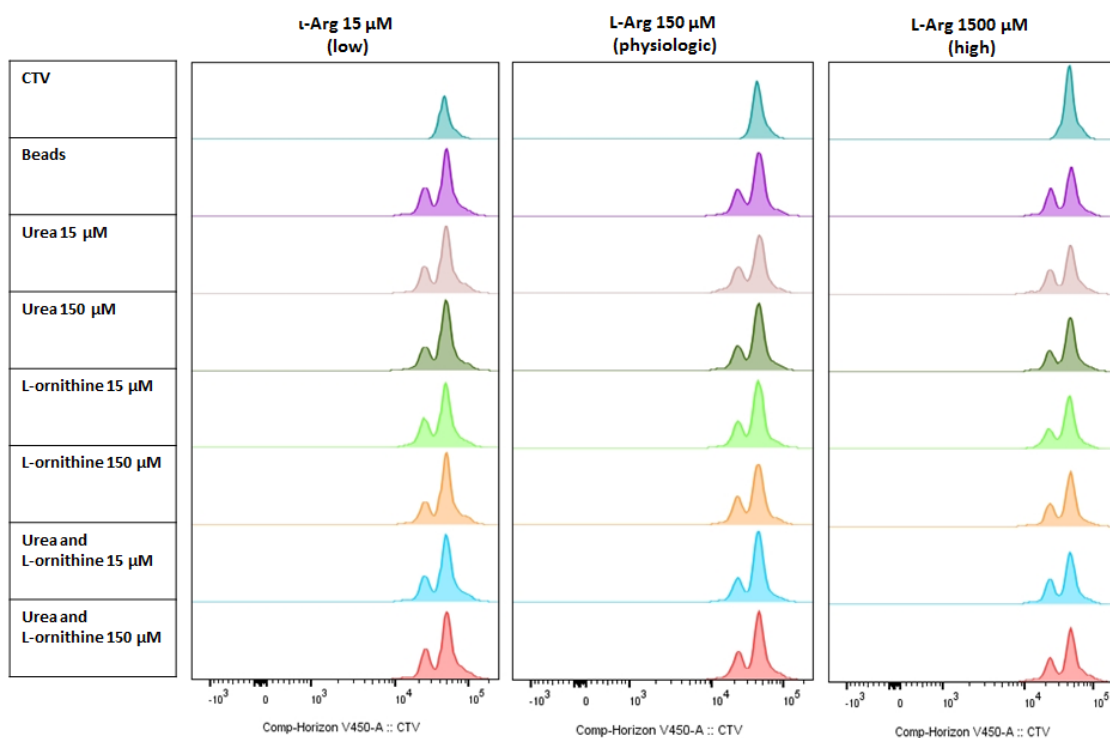 ʟ-Arg 15 µM
(low)
L-Arg 150 µM
(physiologic)
L-Arg 1500 µM
(high)
CTV
Beads
Urea 15 µM
Urea 150 µM
L-ornithine 15 µM
L-ornithine 150 µM
Urea and
L-ornithine 15 µM
Urea and
L-ornithine 150 µM
-10³ 0 10³ 10⁴ 10⁵
-10³ 0 10³ 10⁴ 10⁵
-10³ 0 10³ 10⁴ 10⁵
Comp-Horizon V450-A :: CTV
Comp-Horizon V450-A :: CTV
Comp-Horizon V450-A :: CTV